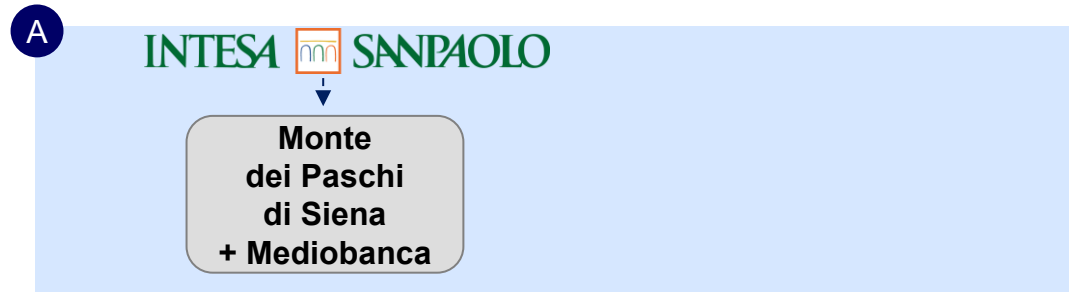 A
INTESA SANPAOLO
Monte
dei Paschi
di Siena
+ Mediobanca